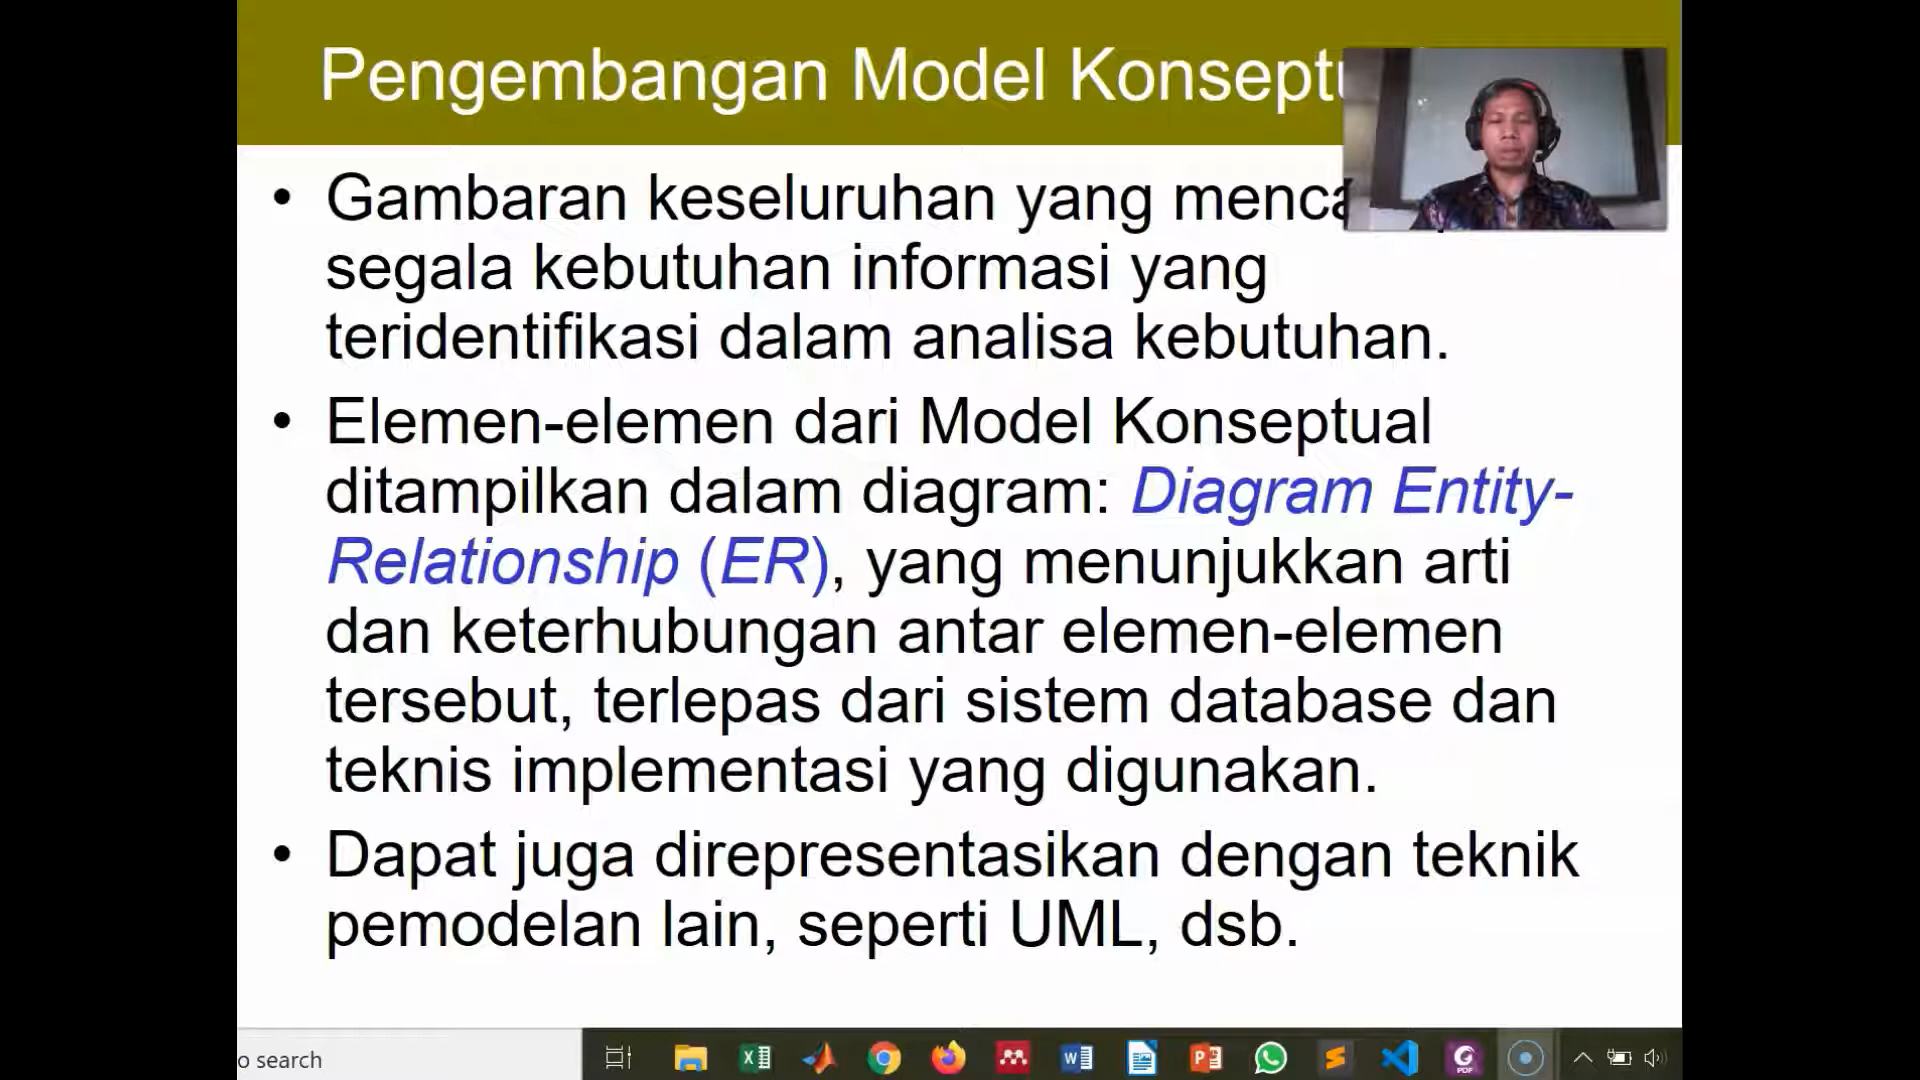 Pengembangan Model Konsept
• Gambaran keseluruhan yang menca
segala kebutuhan informasi yang
teridentifikasi dalam analisa kebutuhan.
• Elemen-elemen dari Model Konseptual
ditampilkan dalam diagram: Diagram Entity-
Relationship (ER), yang menunjukkan arti
dan keterhubungan antar elemen-elemen
tersebut, terlepas dari sistem database dan
teknis implementasi yang digunakan.
• Dapat juga direpresentasikan dengan teknik
pemodelan lain, seperti UML, dsb.
o search